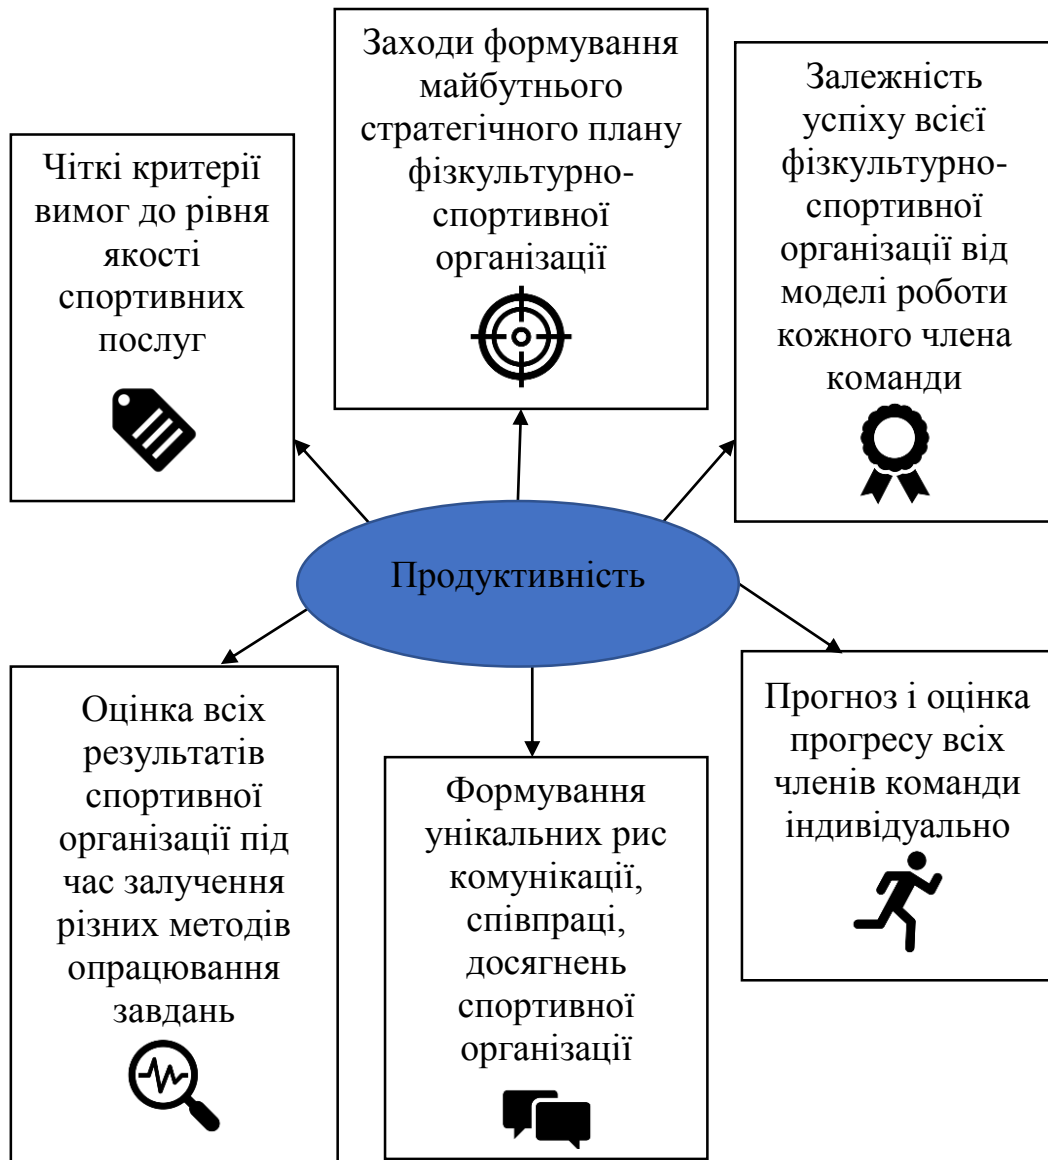 Чіткі критерії
вимог до рівня
якості
спортивних
послуг
Заходи формування
майбутнього
стратегічного плану
фізкультурно-
спортивної
організації
Залежність
успіху всієї
фізкультурно-
спортивної
організації від
моделі роботи
кожного члена
команди
Продуктивність
Оцінка всіх
результатів
спортивної
організації під
час залучення
різних методів
опрацювання
завдань
Формування
унікальних рис
комунікації,
співпраці,
досягнень
спортивної
організації
Прогноз і оцінка
прогресу всіх
членів команди
індивідуально